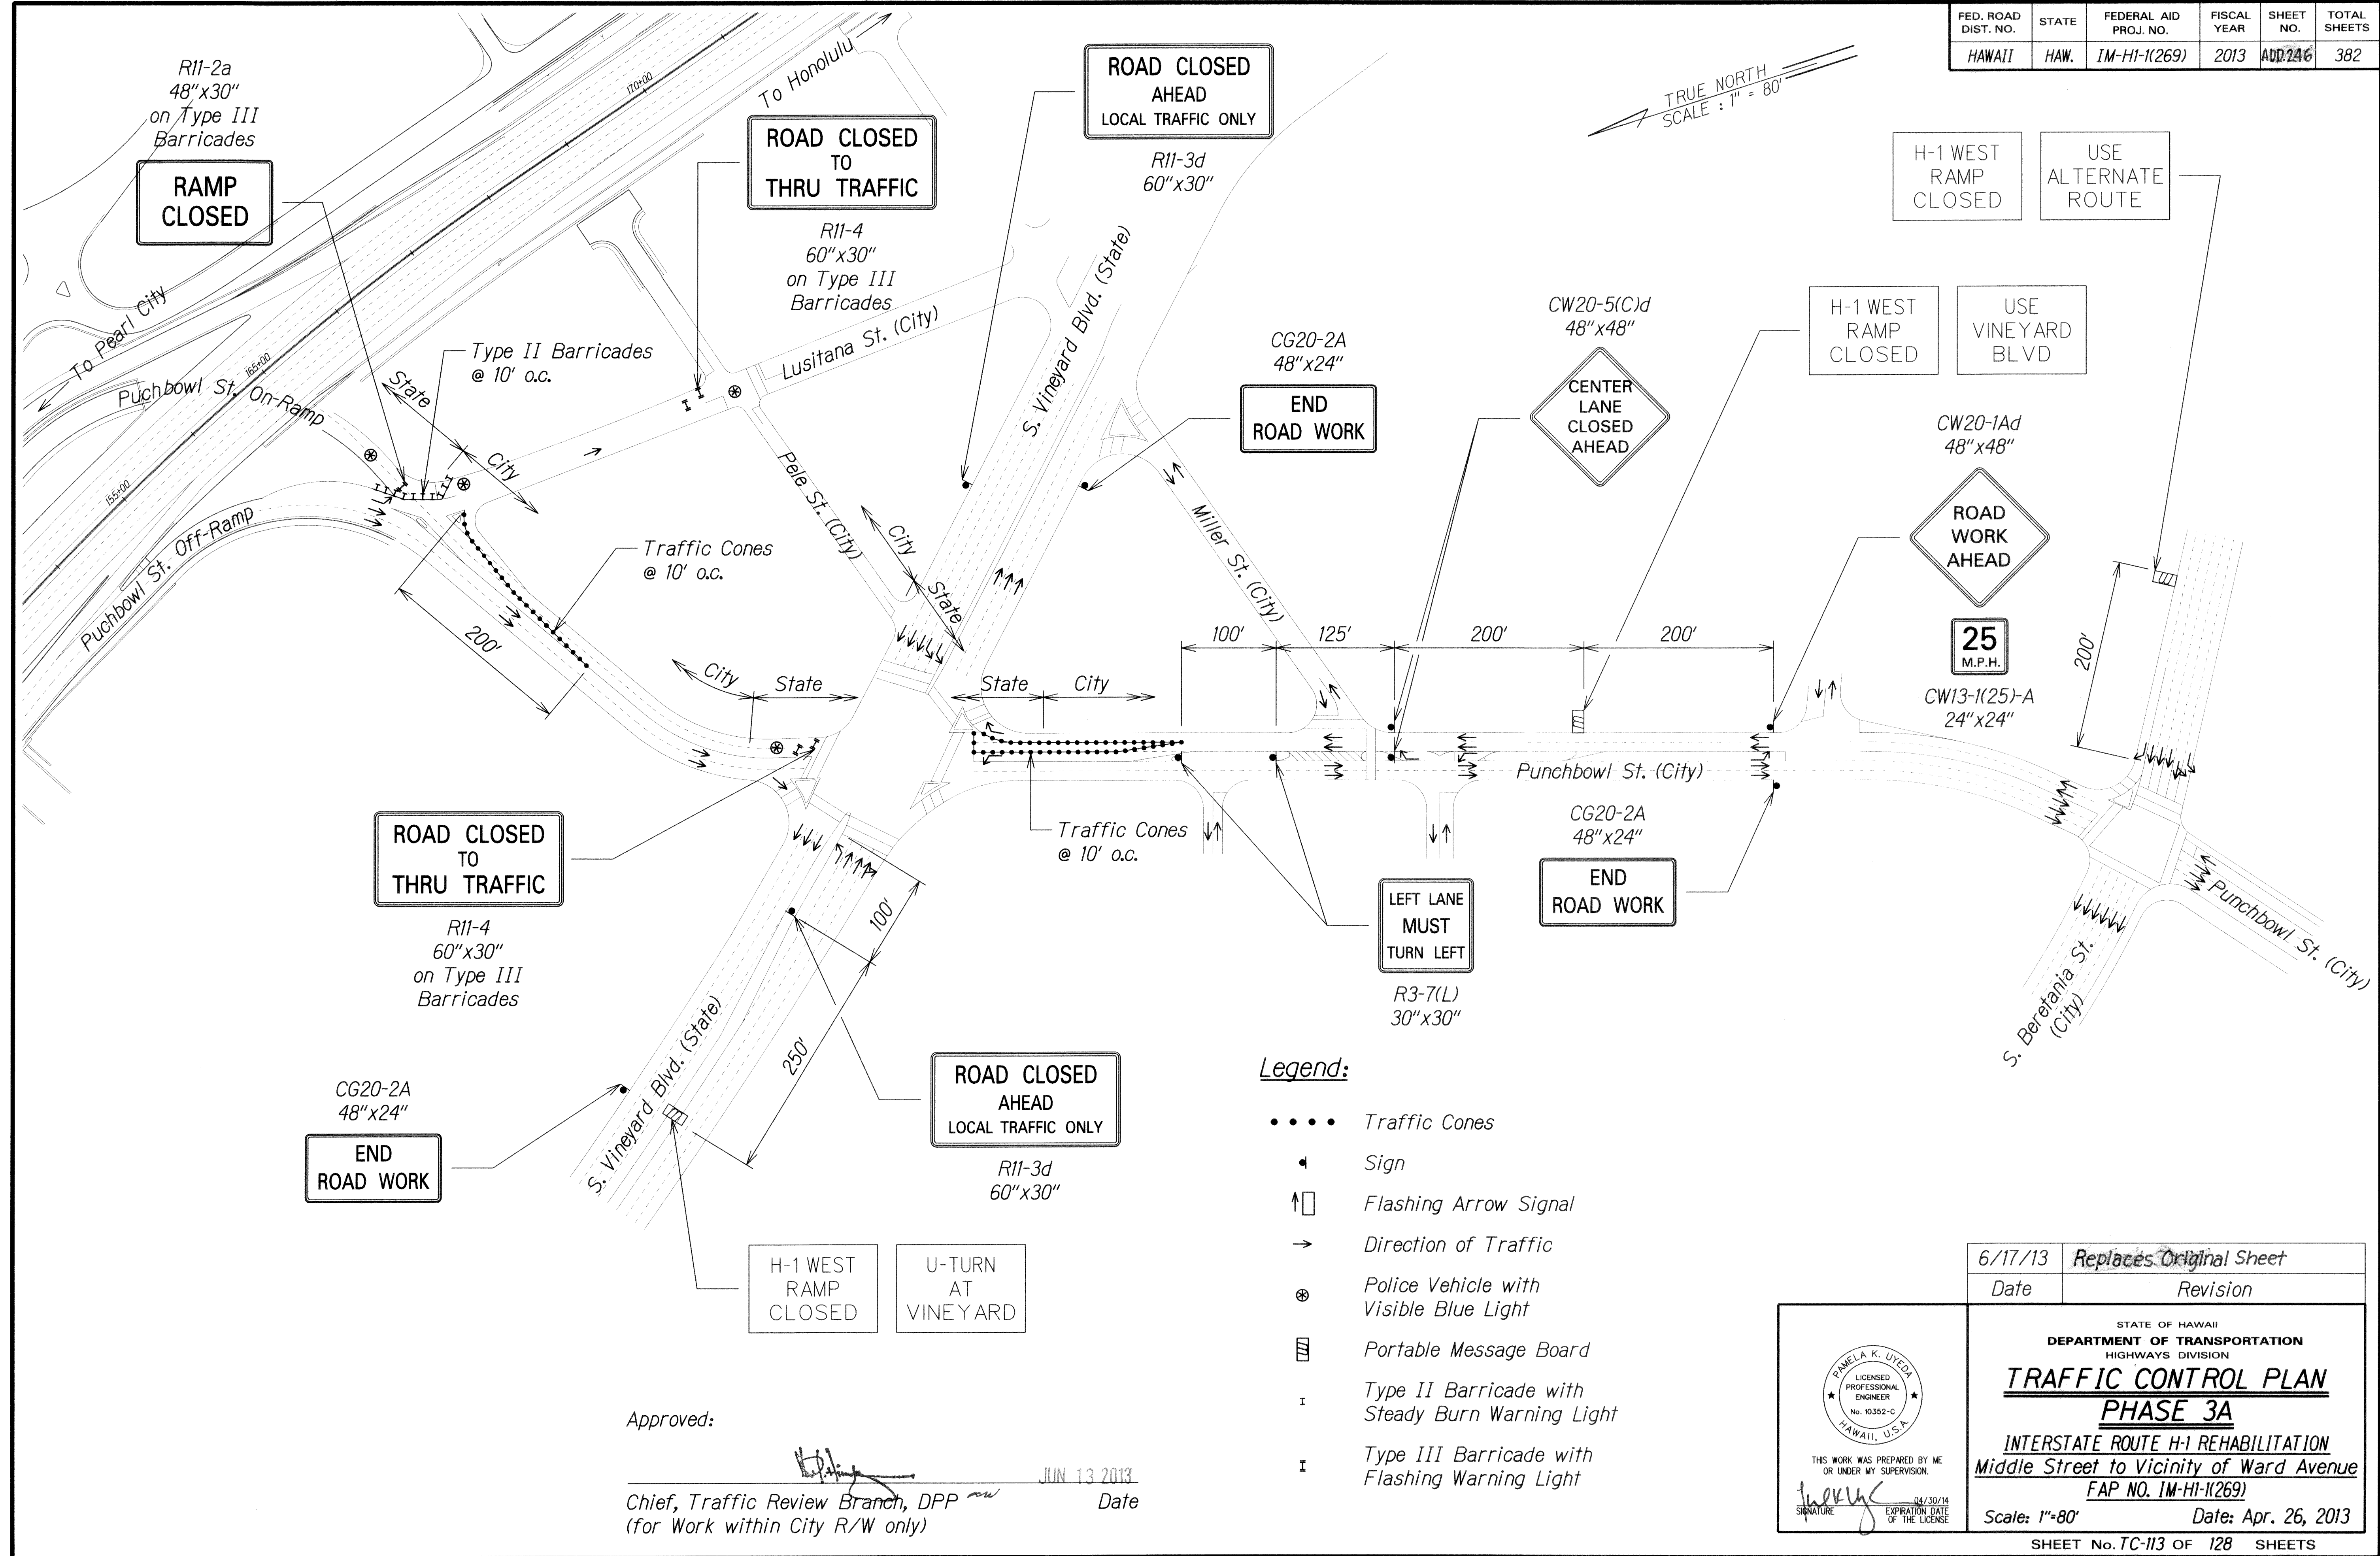 FED. ROAD DIST. NO.
STATE
FEDERAL AID PROJ. NO.
FISCAL YEAR
SHEET NO.
TOTAL SHEETS
HAWAII
HAW.
IM-H1-1(269)
2013
ADD.246
382
R11-2a
48"x30"
on Type III
Barricades
RAMP
CLOSED
To Honolulu
170+00
165+00
155+00
ROAD CLOSED
TO
THRU TRAFFIC
R11-4
60"x30"
on Type III
Barricades
ROAD CLOSED
AHEAD
LOCAL TRAFFIC ONLY
R11-3d
60"x30"
TRUE NORTH
SCALE : 1" = 80'
H-1 WEST
RAMP
CLOSED
USE
ALTERNATE
ROUTE
To Pearl City
Puchbowl St. On-Ramp
Puchbowl St. Off-Ramp
State
City
Type II Barricades
@ 10' o.c.
Lusitana St. (City)
Pele St. (City)
S. Vineyard Blvd. (State)
CG20-2A
48"x24"
END
ROAD WORK
CW20-5(C)d
48"x48"
CENTER
LANE
CLOSED
AHEAD
H-1 WEST
RAMP
CLOSED
USE
VINEYARD
BLVD
CW20-1Ad
48"x48"
ROAD
WORK
AHEAD
25
M.P.H.
CW13-1(25)-A
24"x24"
Traffic Cones
@ 10' o.c.
200'
City
State
Miller St. (City)
100'
125'
200'
200'
200'
City
State
State
City
Punchbowl St. (City)
Traffic Cones
@ 10' o.c.
ROAD CLOSED
TO
THRU TRAFFIC
R11-4
60"x30"
on Type III
Barricades
LEFT LANE
MUST
TURN LEFT
R3-7(L)
30"x30"
CG20-2A
48"x24"
END
ROAD WORK
Punchbowl St. (City)
S. Beretania St.
(City)
100'
250'
S. Vineyard Blvd. (State)
CG20-2A
48"x24"
END
ROAD WORK
ROAD CLOSED
AHEAD
LOCAL TRAFFIC ONLY
R11-3d
60"x30"
H-1 WEST
RAMP
CLOSED
U-TURN
AT
VINEYARD
Legend:
Traffic Cones
Sign
Flashing Arrow Signal
Direction of Traffic
Police Vehicle with
Visible Blue Light
Portable Message Board
Type II Barricade with
Steady Burn Warning Light
Type III Barricade with
Flashing Warning Light
Approved:
JUN 13 2013
Chief, Traffic Review Branch, DPP
Date
(for Work within City R/W only)
6/17/13
Replaces Original Sheet
Date
Revision
PAMELA K. UYEDA
LICENSED
PROFESSIONAL
ENGINEER
No. 10352-C
HAWAII, U.S.A.
THIS WORK WAS PREPARED BY ME
OR UNDER MY SUPERVISION.
04/30/14
SIGNATURE
EXPIRATION DATE
OF THE LICENSE
STATE OF HAWAII
DEPARTMENT OF TRANSPORTATION
HIGHWAYS DIVISION
TRAFFIC CONTROL PLAN
PHASE 3A
INTERSTATE ROUTE H-1 REHABILITATION
Middle Street to Vicinity of Ward Avenue
FAP NO. IM-H1-1(269)
Scale: 1"=80'
Date: Apr. 26, 2013
SHEET No. TC-113 OF 128 SHEETS